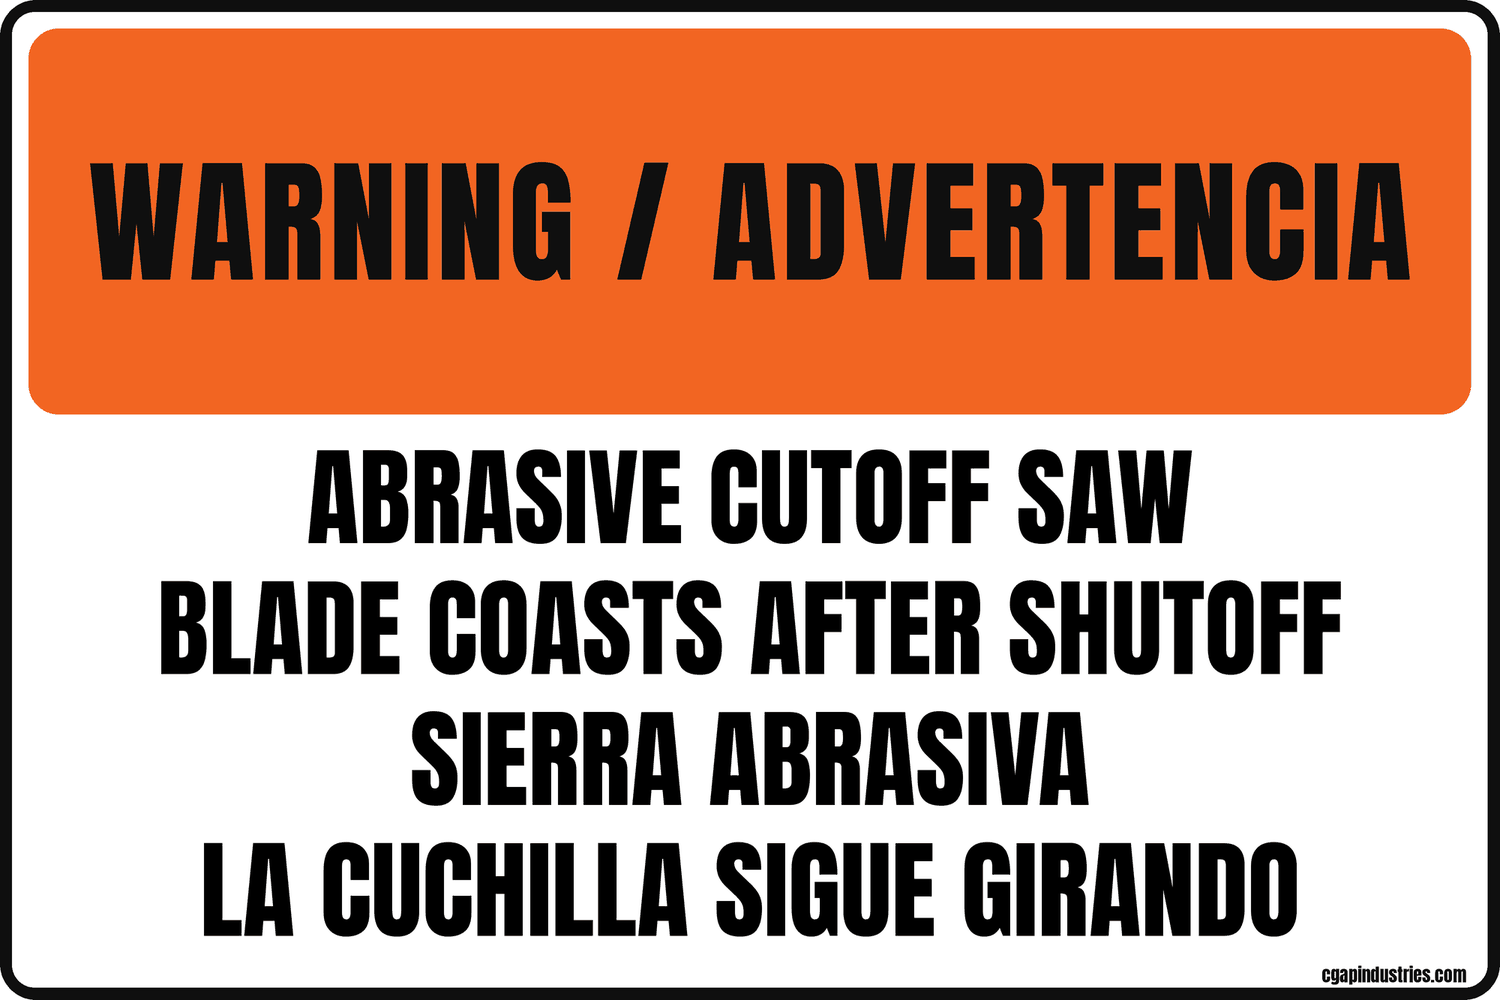 WARNING / ADVERTENCIA
ABRASIVE CUTOFF SAW
BLADE COASTS AFTER SHUTOFF
SIERRA ABRASIVA
LA CUCHILLA SIGUE GIRANDO
cgapindustries.com